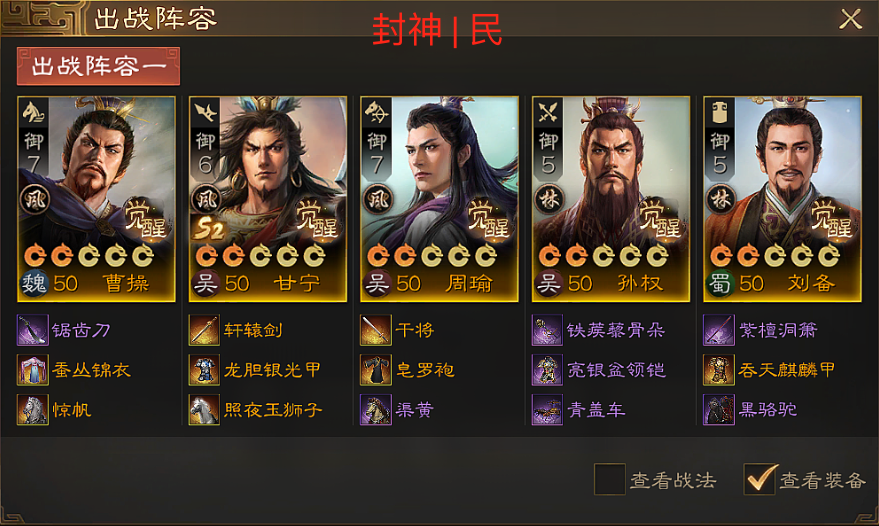 出战阵容
封神 | 民
出战阵容一
御 7 风 觉醒
御 6 风 S2 觉醒
御 7 风 觉醒
御 5 林 觉醒
御 5 林 觉醒
魏 50 曹操
吴 50 甘宁
吴 50 周瑜
吴 50 孙权
蜀 50 刘备
锯齿刀 轩辕剑 干将 铁蒺藜骨朵 紫檀洞箫
蚕丛锦衣 龙胆银光甲 皂罗袍 亮银盆领铠 吞天麒麟甲
惊帆 照夜玉狮子 渠黄 青盖车 黑骆驼
查看战法 查看装备